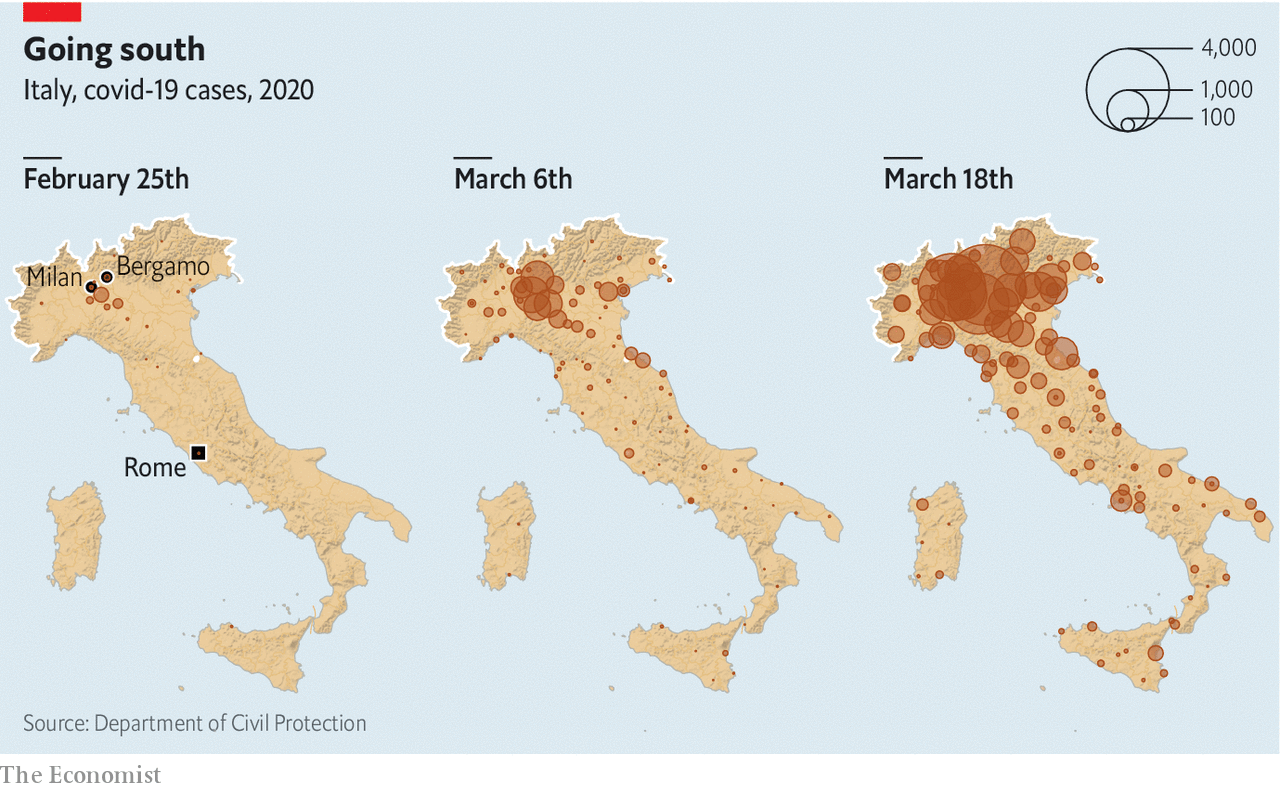 Going south
Italy, covid-19 cases, 2020
4,000
1,000
100
February 25th
March 6th
March 18th
Milan
Bergamo
Rome
Source: Department of Civil Protection
The Economist